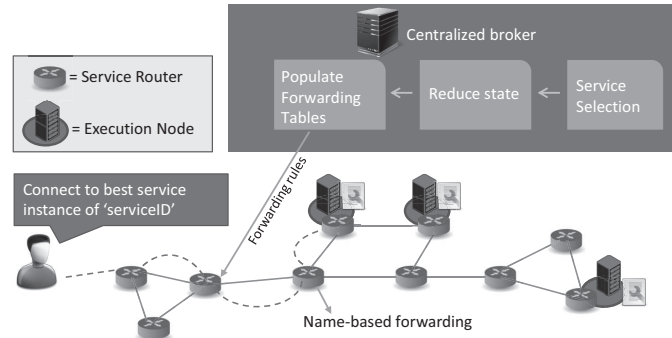 Centralized broker
Populate
Forwarding
Tables
Reduce state
Service
Selection
= Service Router
= Execution Node
Connect to best service
instance of ‘serviceID’
Forwarding rules
Name-based forwarding